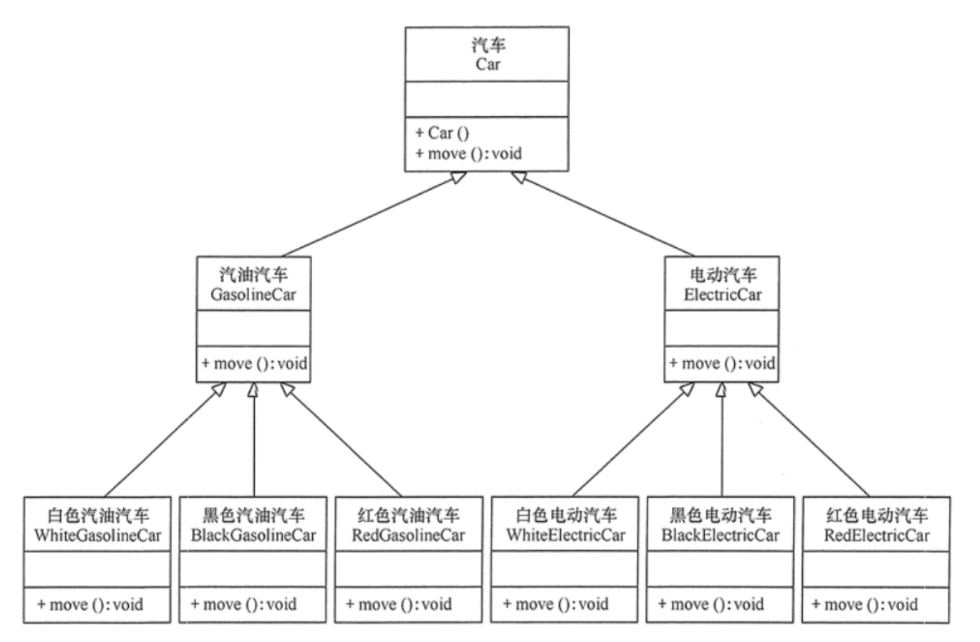 汽车
Car
+ Car ()
+ move (): void
汽油汽车
GasolineCar
+ move (): void
电动汽车
ElectricCar
+ move (): void
白色汽油汽车
WhiteGasolineCar
+ move (): void
黑色汽油汽车
BlackGasolineCar
+ move (): void
红色汽油汽车
RedGasolineCar
+ move (): void
白色电动汽车
WhiteElectricCar
+ move (): void
黑色电动汽车
BlackElectricCar
+ move (): void
红色电动汽车
RedElectricCar
+ move (): void